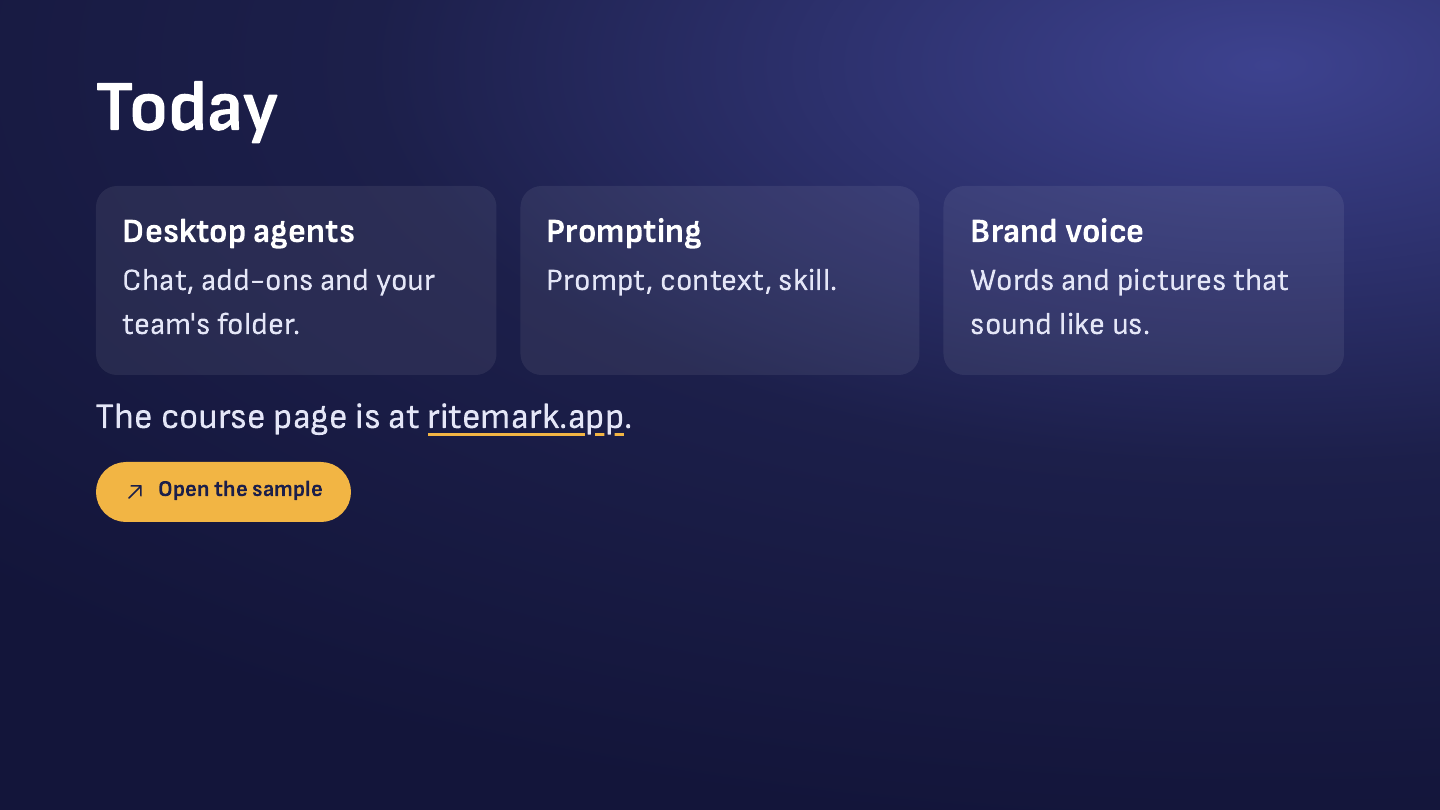 Today
Desktop agents
Chat, add-ons and your
team's folder.
Prompting
Prompt, context, skill.
Brand voice
Words and pictures that
sound like us.
The course page is at ritemark.app.
Open the sample